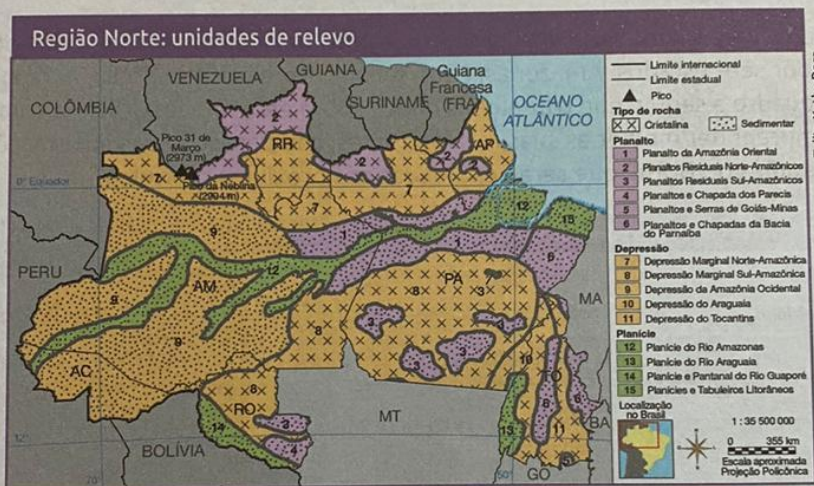 Região Norte: unidades de relevo
VENEZUELA
GUIANA
Guiana
Francesa
(FRA)
SURINAME
COLÔMBIA
OCEANO
ATLÂNTICO
Pico 31 de
Março
(2973 m)
Pico da Neblina
(2994 m)
0° Equador
RR
AP
PERU
AM
PA
MA
AC
RO
TO
MT
BA
BOLÍVIA
GO
12°
70°
50°
Limite internacional
Limite estadual
Pico
Tipo de rocha
Cristalina
Sedimentar
Planalto
1 Planalto da Amazônia Oriental
2 Planaltos Residuais Norte-Amazônicos
3 Planaltos Residuais Sul-Amazônicos
4 Planaltos e Chapada dos Parecis
5 Planaltos e Serras de Goiás-Minas
6 Planaltos e Chapadas da Bacia
do Parnaíba
Depressão
7 Depressão Marginal Norte-Amazônica
8 Depressão Marginal Sul-Amazônica
9 Depressão da Amazônia Ocidental
10 Depressão do Araguaia
11 Depressão do Tocantins
Planície
12 Planície do Rio Amazonas
13 Planície do Rio Araguaia
14 Planície e Pantanal do Rio Guaporé
15 Planícies e Tabuleiros Litorâneos
Localização
no Brasil
1 : 35 500 000
0 355 km
Escala aproximada
Projeção Policônica